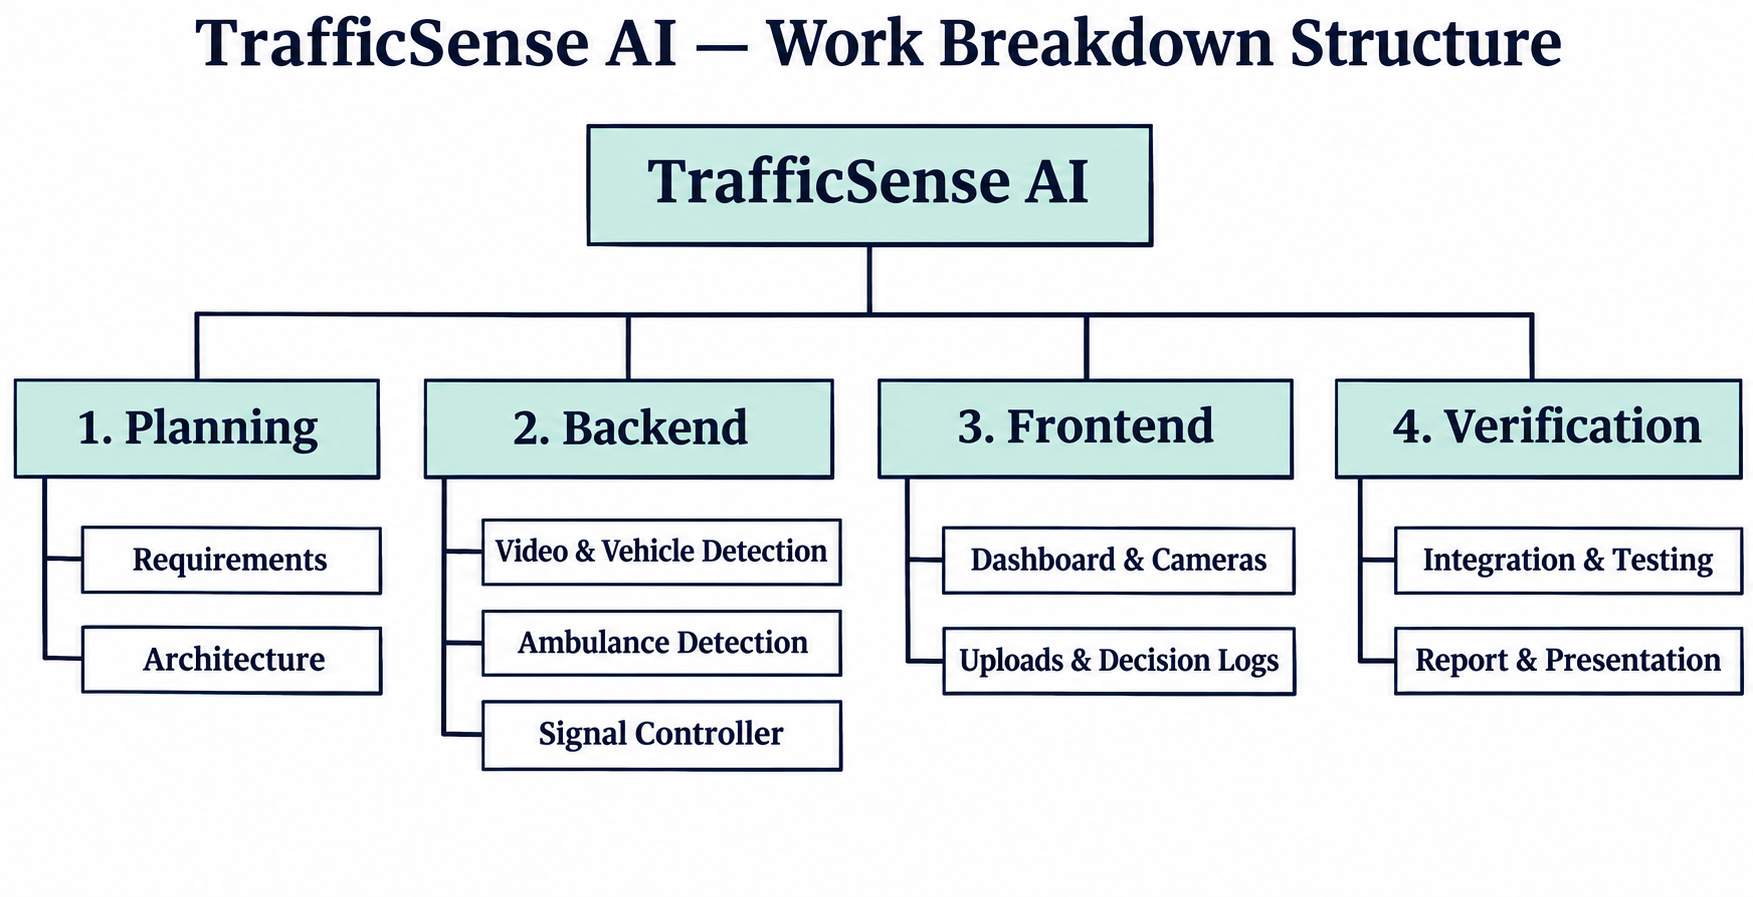 TrafficSense AI — Work Breakdown Structure
TrafficSense AI
1. Planning
Requirements
Architecture
2. Backend
Video & Vehicle Detection
Ambulance Detection
Signal Controller
3. Frontend
Dashboard & Cameras
Uploads & Decision Logs
4. Verification
Integration & Testing
Report & Presentation